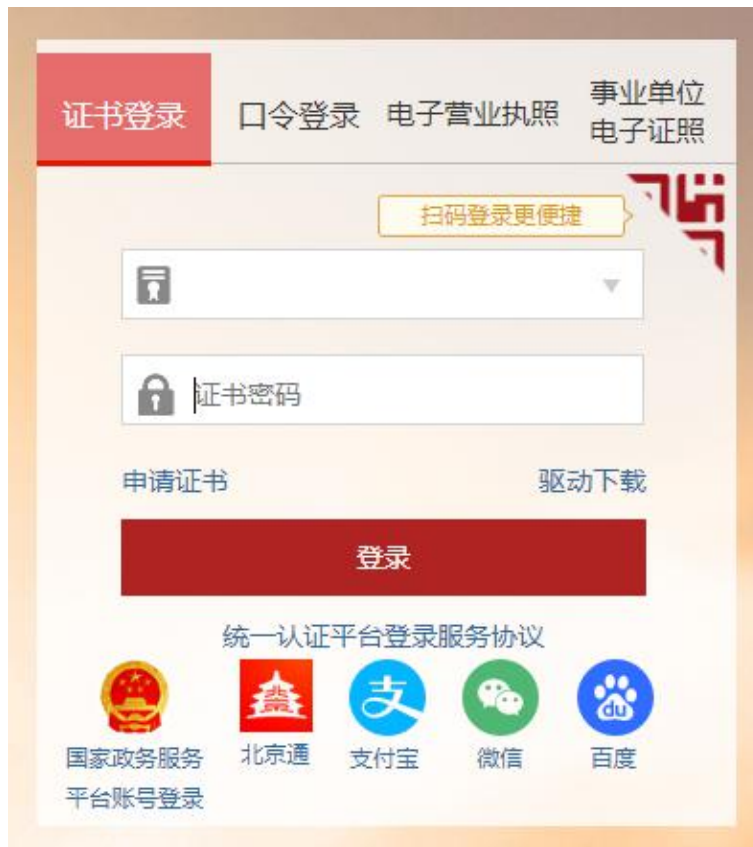 证书登录
口令登录
电子营业执照
事业单位
电子证照
扫码登录更便捷
证书密码
申请证书
驱动下载
登录
统一认证平台登录服务协议
国家政务服务
平台账号登录
北京通
支付宝
微信
百度